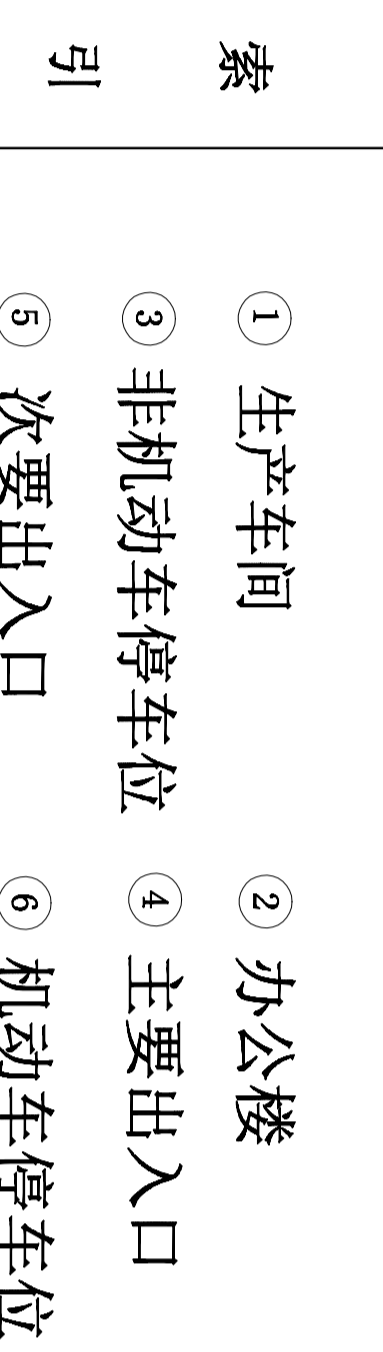 索引
① 生产车间 ② 办公楼
③ 非机动车停车位 ④ 主要出入口
⑤ 次要出入口 ⑥ 机动车停车位